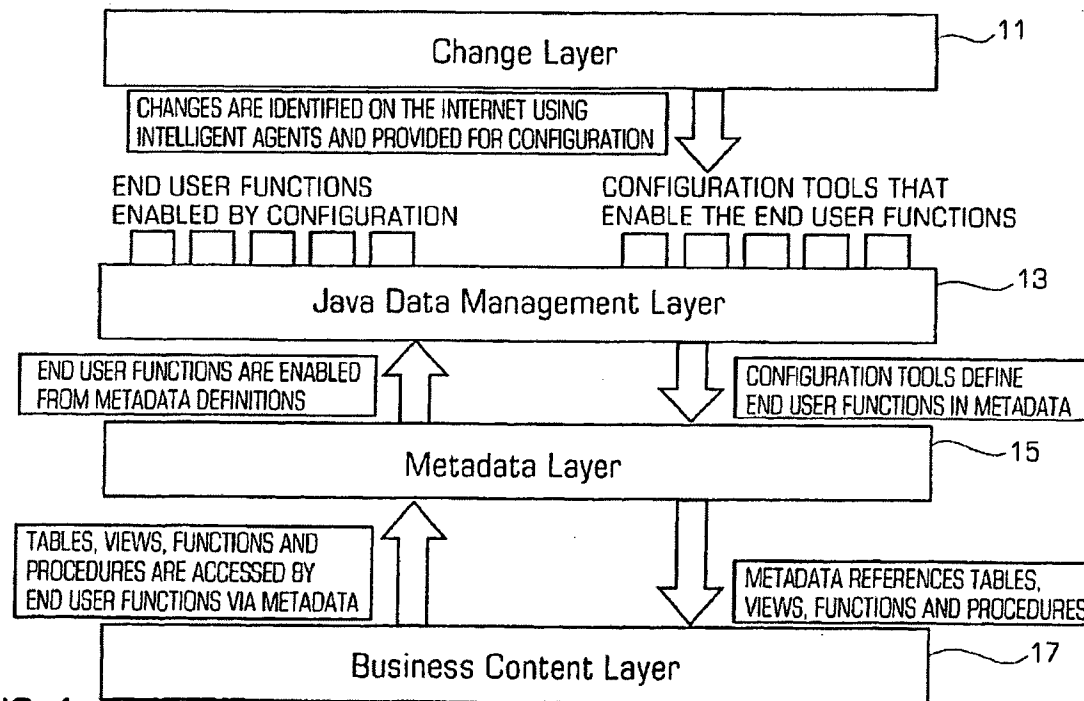 Change Layer
11
CHANGES ARE IDENTIFIED ON THE INTERNET USING
INTELLIGENT AGENTS AND PROVIDED FOR CONFIGURATION
END USER FUNCTIONS
ENABLED BY CONFIGURATION
CONFIGURATION TOOLS THAT
ENABLE THE END USER FUNCTIONS
Java Data Management Layer
13
END USER FUNCTIONS ARE ENABLED
FROM METADATA DEFINITIONS
CONFIGURATION TOOLS DEFINE
END USER FUNCTIONS IN METADATA
Metadata Layer
15
TABLES, VIEWS, FUNCTIONS AND
PROCEDURES ARE ACCESSED BY
END USER FUNCTIONS VIA METADATA
METADATA REFERENCES TABLES,
VIEWS, FUNCTIONS AND PROCEDURES
Business Content Layer
17